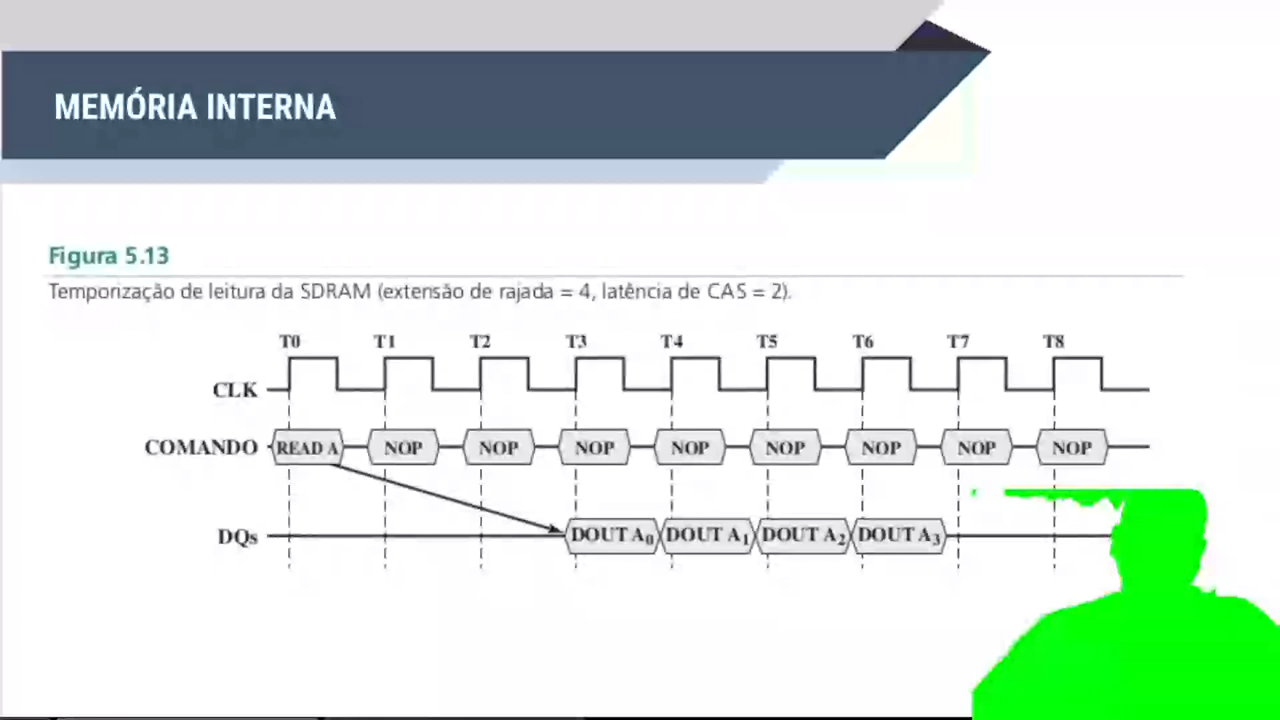 MEMÓRIA INTERNA
Figura 5.13
Temporização de leitura da SDRAM (extensão de rajada = 4, latência de CAS = 2).
T0 T1 T2 T3 T4 T5 T6 T7 T8
CLK
COMANDO READ A NOP NOP NOP NOP NOP NOP NOP NOP
DQs DOUT A0 DOUT A1 DOUT A2 DOUT A3